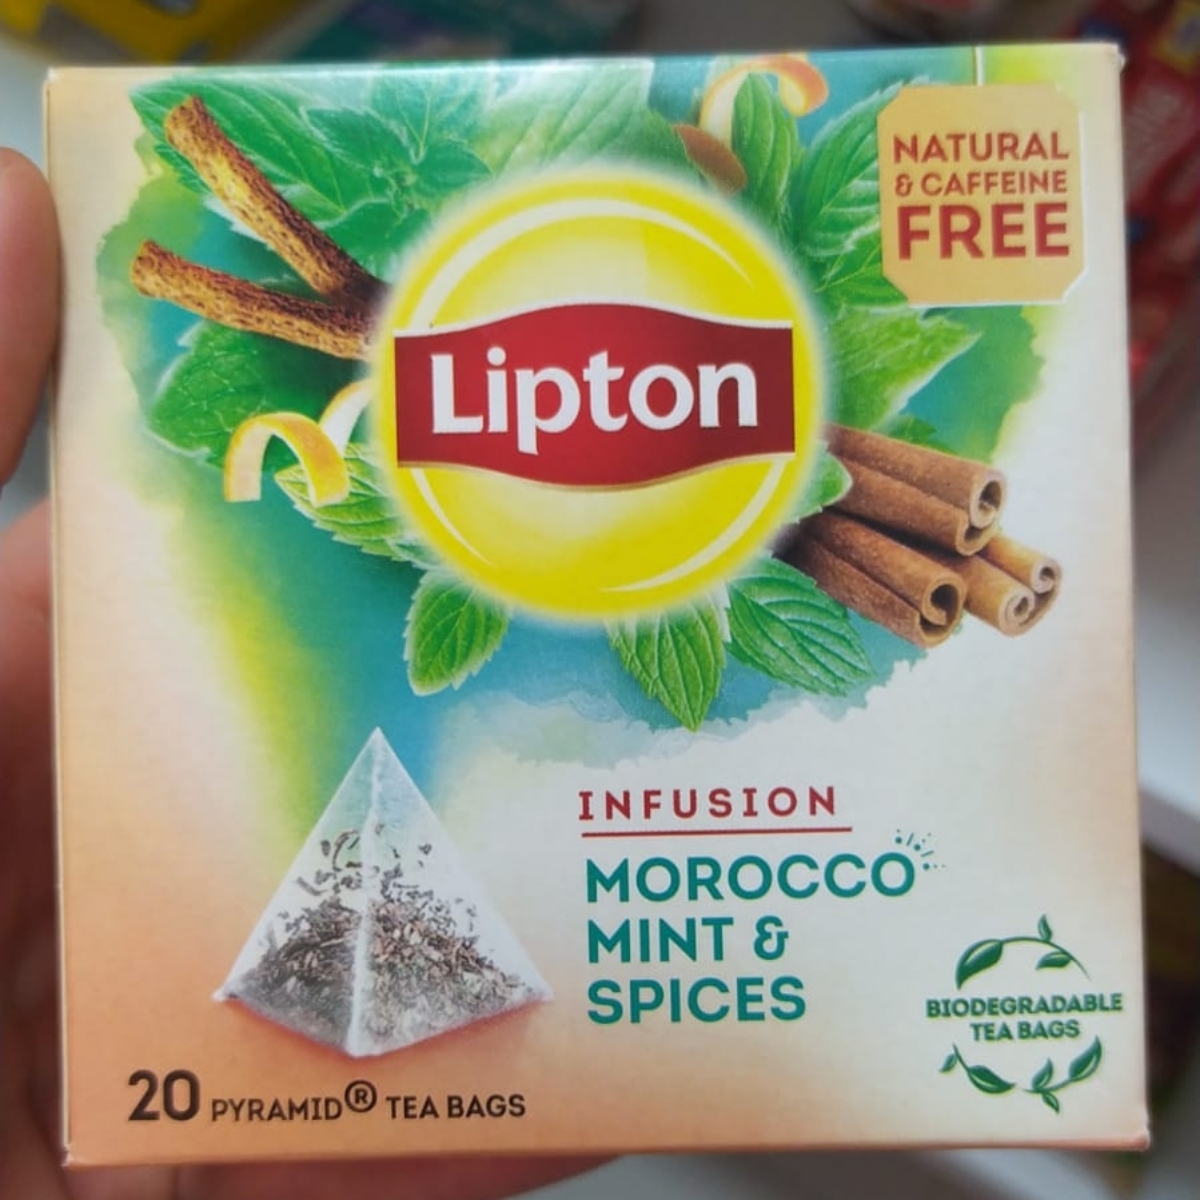 NATURAL
& CAFFEINE
FREE
Lipton
INFUSION
MOROCCO
MINT &
SPICES
BIODEGRADABLE
TEA BAGS
20 PYRAMID® TEA BAGS